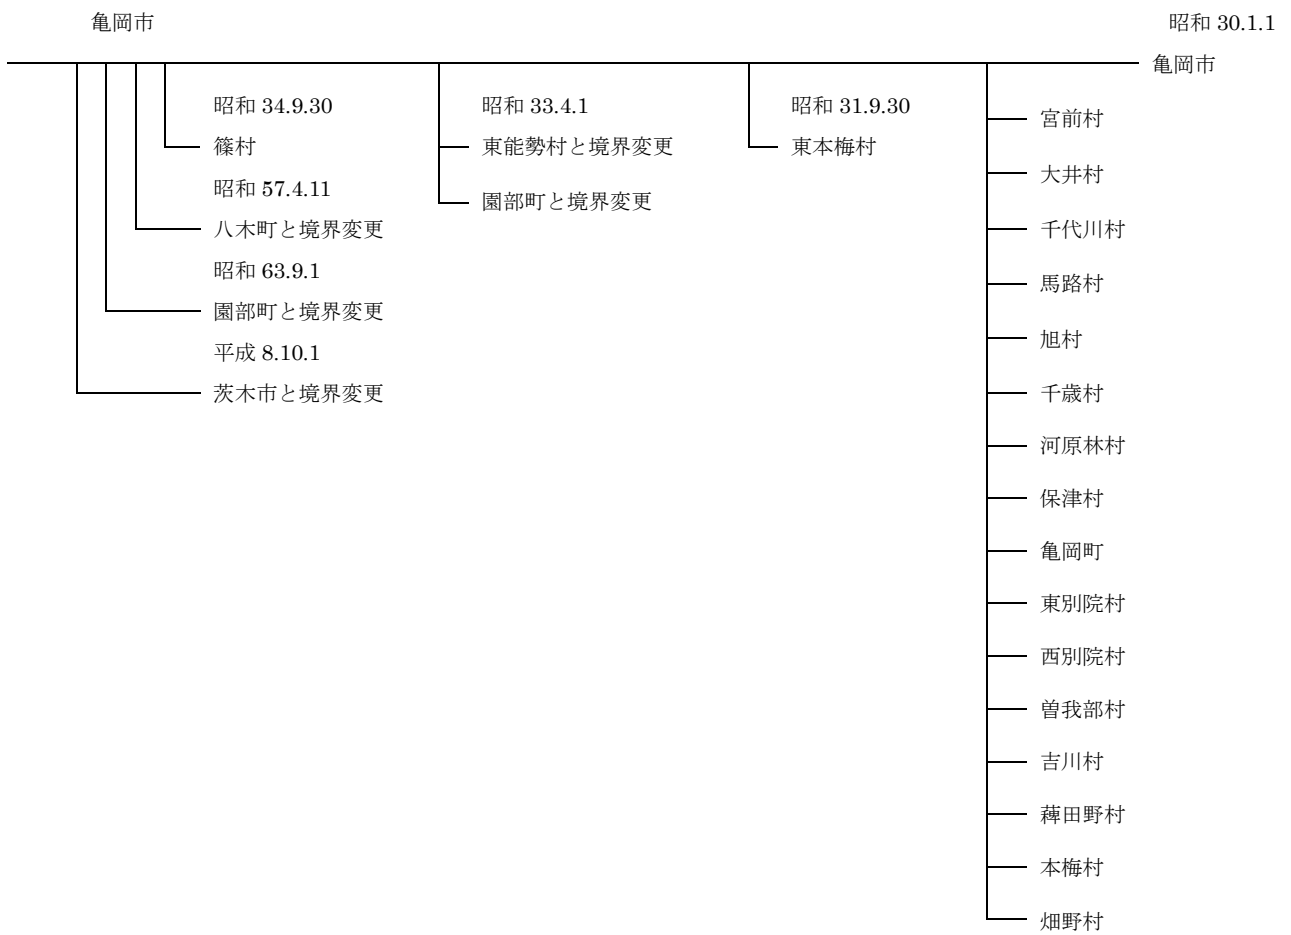 亀岡市
昭和 30.1.1
亀岡市
昭和 34.9.30
篠村
昭和 57.4.11
八木町と境界変更
昭和 63.9.1
園部町と境界変更
平成 8.10.1
茨木市と境界変更
昭和 33.4.1
東能勢村と境界変更
園部町と境界変更
昭和 31.9.30
東本梅村
宮前村
大井村
千代川村
馬路村
旭村
千歳村
河原林村
保津村
亀岡町
東別院村
西別院村
曽我部村
吉川村
薭田野村
本梅村
畑野村